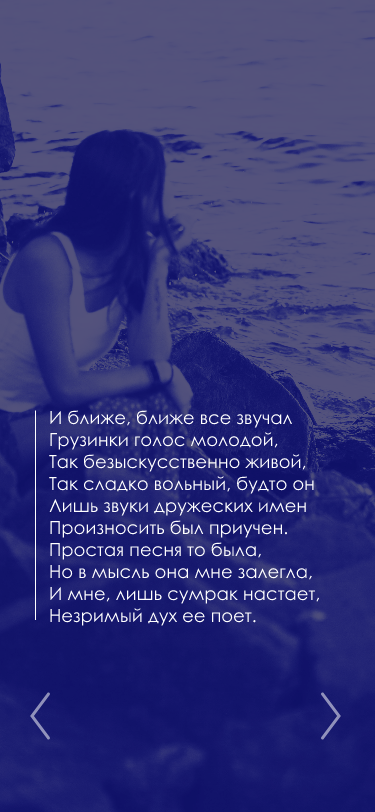 И ближе, ближе все звучал
Грузинки голос молодой,
Так безыскусственно живой,
Так сладко вольный, будто он
Лишь звуки дружеских имен
Произносить был приучен.
Простая песня то была,
Но в мысль она мне залегла,
И мне, лишь сумрак настает,
Незримый дух ее поет.